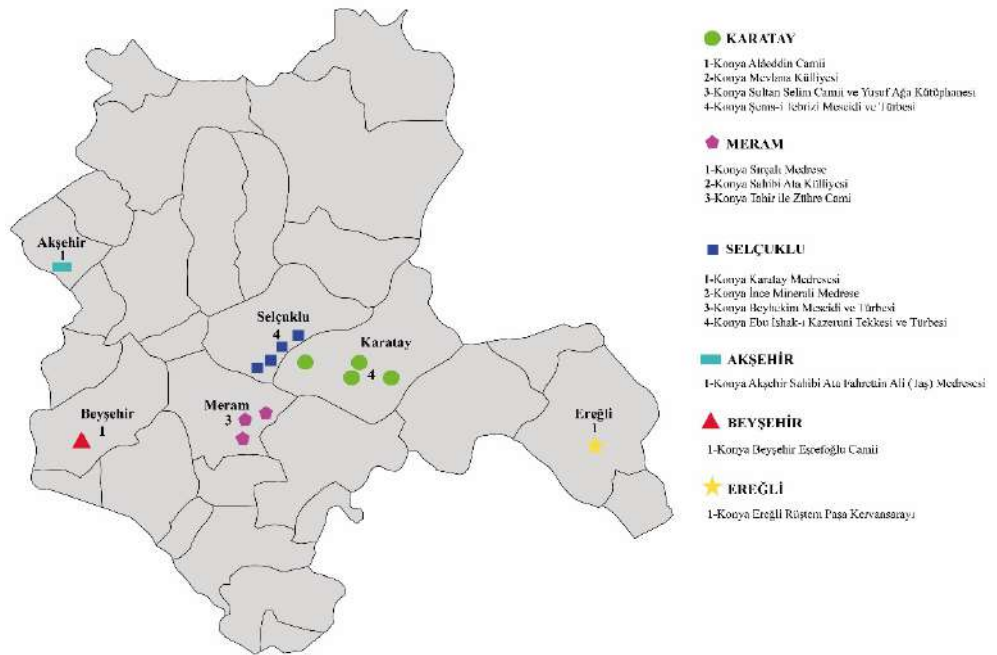 KARATAY
1-Konya Alâeddin Camii
2-Konya Mevlana Külliyesi
3-Konya Sultan Selim Camii ve Yusuf Ağa Kütüphanesi
4-Konya Şems-i Tebrizi Mescidi ve Türbesi
MERAM
1-Konya Sırçalı Medrese
2-Konya Sahibi Ata Külliyesi
3-Konya Tahir ile Zühre Cami
SELÇUKLU
1-Konya Karatay Medresesi
2-Konya İnce Minerali Medrese
3-Konya Beyhekim Mescidi ve Türbesi
4-Konya Ebu İshak-ı Kazeruni Tekkesi ve Türbesi
AKŞEHİR
1-Konya Akşehir Sahibi Ata Fahrettin Ali (Taş) Medresesi
BEYŞEHİR
1-Konya Beyşehir Eşrefoğlu Camii
EREĞLİ
1-Konya Ereğli Rüstem Paşa Kervansarayı
Akşehir
1
Selçuklu
4
Karatay
4
Meram
3
Beyşehir
1
Ereğli
1